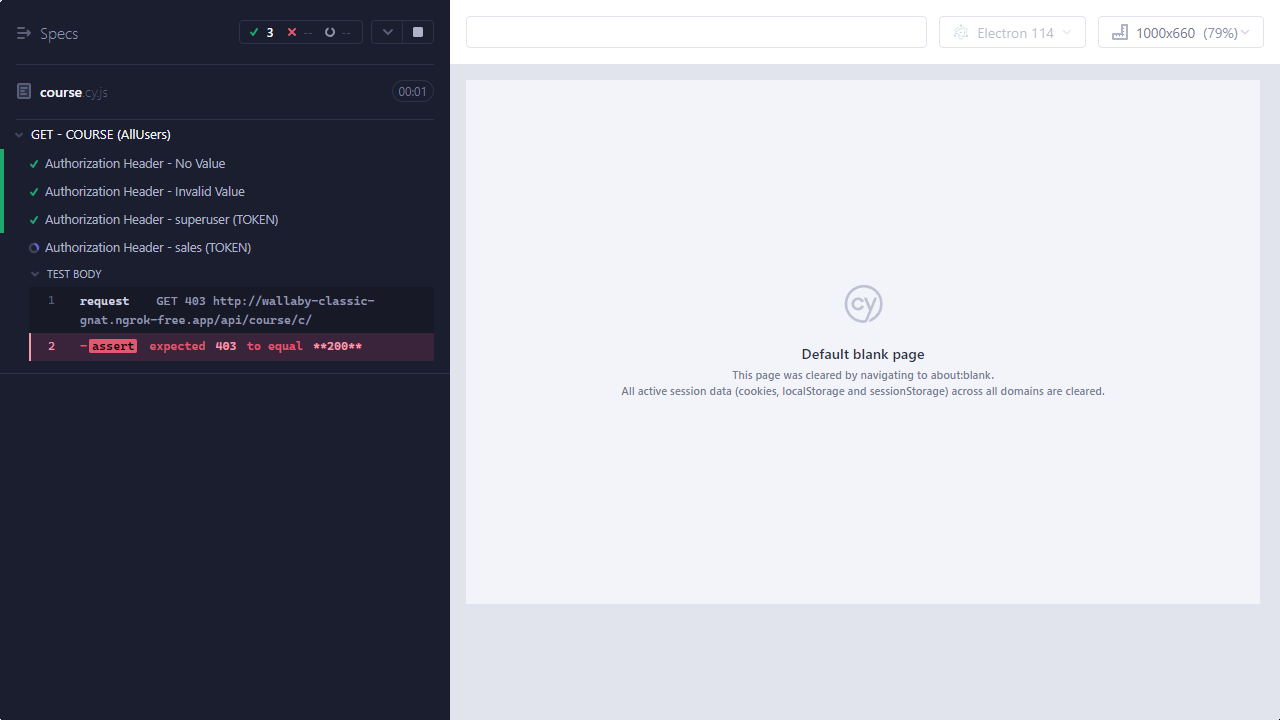 Specs
3
--
--
course.cy.js
00:01
GET - COURSE (AllUsers)
Authorization Header - No Value
Authorization Header - Invalid Value
Authorization Header - superuser (TOKEN)
Authorization Header - sales (TOKEN)
TEST BODY
1 request GET 403 http://wallaby-classic-
gnat.ngrok-free.app/api/course/c/
2 -assert expected 403 to equal **200**
Electron 114
1000x660 (79%)
cy
Default blank page
This page was cleared by navigating to about:blank.
All active session data (cookies, localStorage and sessionStorage) across all domains are cleared.